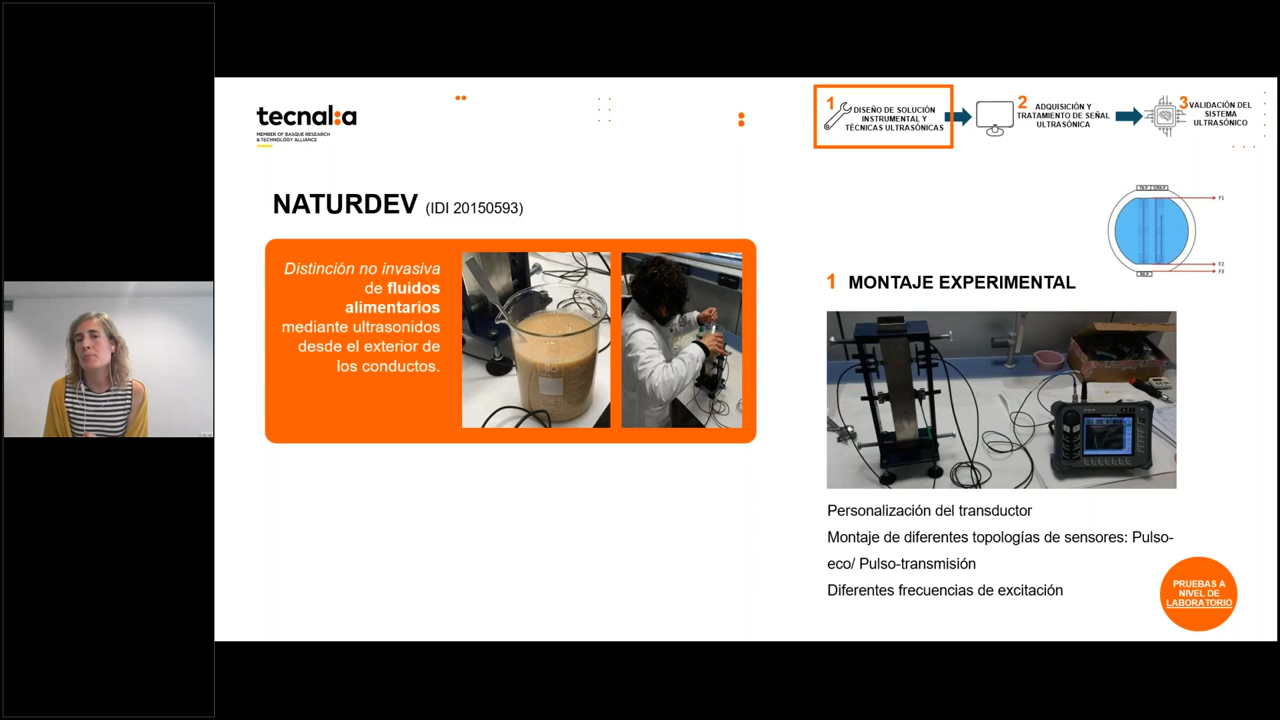 tecnal:a
MEMBER OF BASQUE RESEARCH
& TECHNOLOGY ALLIANCE
1
DISEÑO DE SOLUCIÓN
INSTRUMENTAL Y
TÉCNICAS ULTRASÓNICAS
2
ADQUISICIÓN Y
TRATAMIENTO DE SEÑAL
ULTRASÓNICA
3
VALIDACIÓN DEL
SISTEMA
ULTRASÓNICO
NATURDEV (IDI 20150593)
Distinción no invasiva
de fluidos
alimentarios
mediante ultrasonidos
desde el exterior de
los conductos.
F1
F2
F3
1 MONTAJE EXPERIMENTAL
Personalización del transductor
Montaje de diferentes topologías de sensores: Pulso-
eco/ Pulso-transmisión
Diferentes frecuencias de excitación
PRUEBAS A
NIVEL DE
LABORATORIO